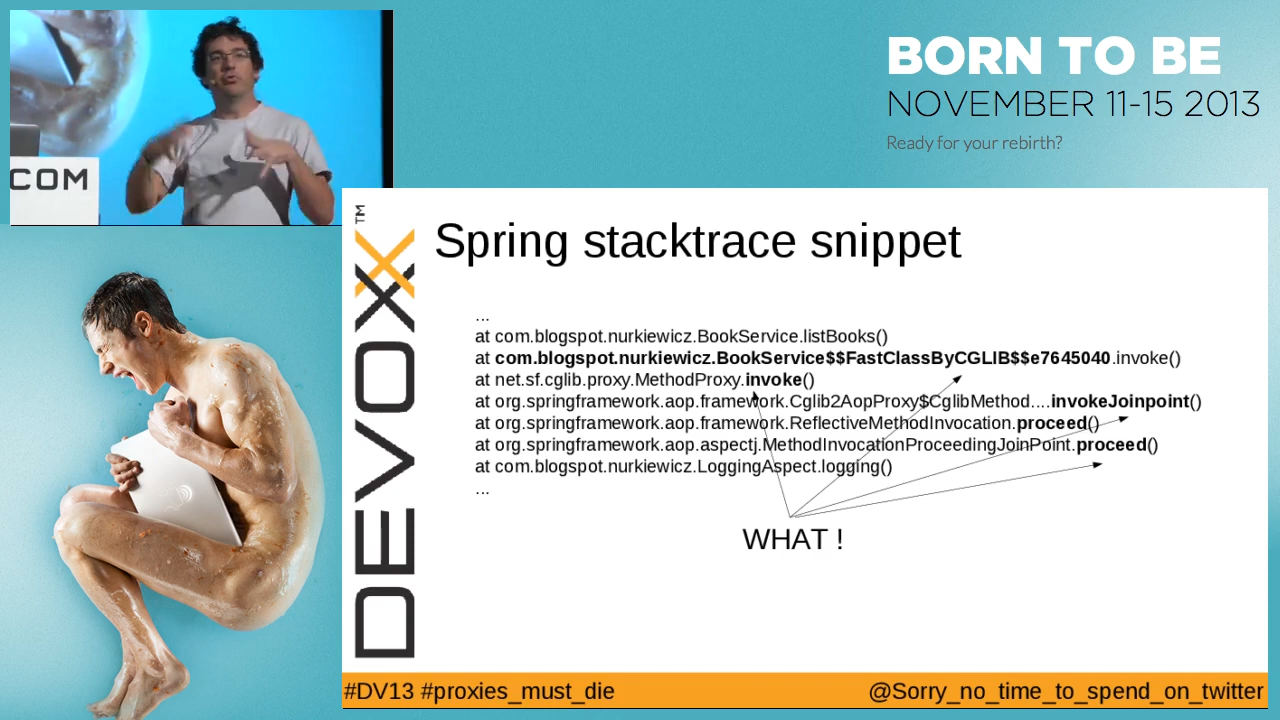 BORN TO BE
NOVEMBER 11-15 2013
Ready for your rebirth?
COM
DEVOXX™
Spring stacktrace snippet
...
at com.blogspot.nurkiewicz.BookService.listBooks()
at com.blogspot.nurkiewicz.BookService$$FastClassByCGLIB$$e7645040.invoke()
at net.sf.cglib.proxy.MethodProxy.invoke()
at org.springframework.aop.framework.Cglib2AopProxy$CglibMethod....invokeJoinpoint()
at org.springframework.aop.framework.ReflectiveMethodInvocation.proceed()
at org.springframework.aop.aspectj.MethodInvocationProceedingJoinPoint.proceed()
at com.blogspot.nurkiewicz.LoggingAspect.logging()
...
WHAT !
#DV13 #proxies_must_die
@Sorry_no_time_to_spend_on_twitter